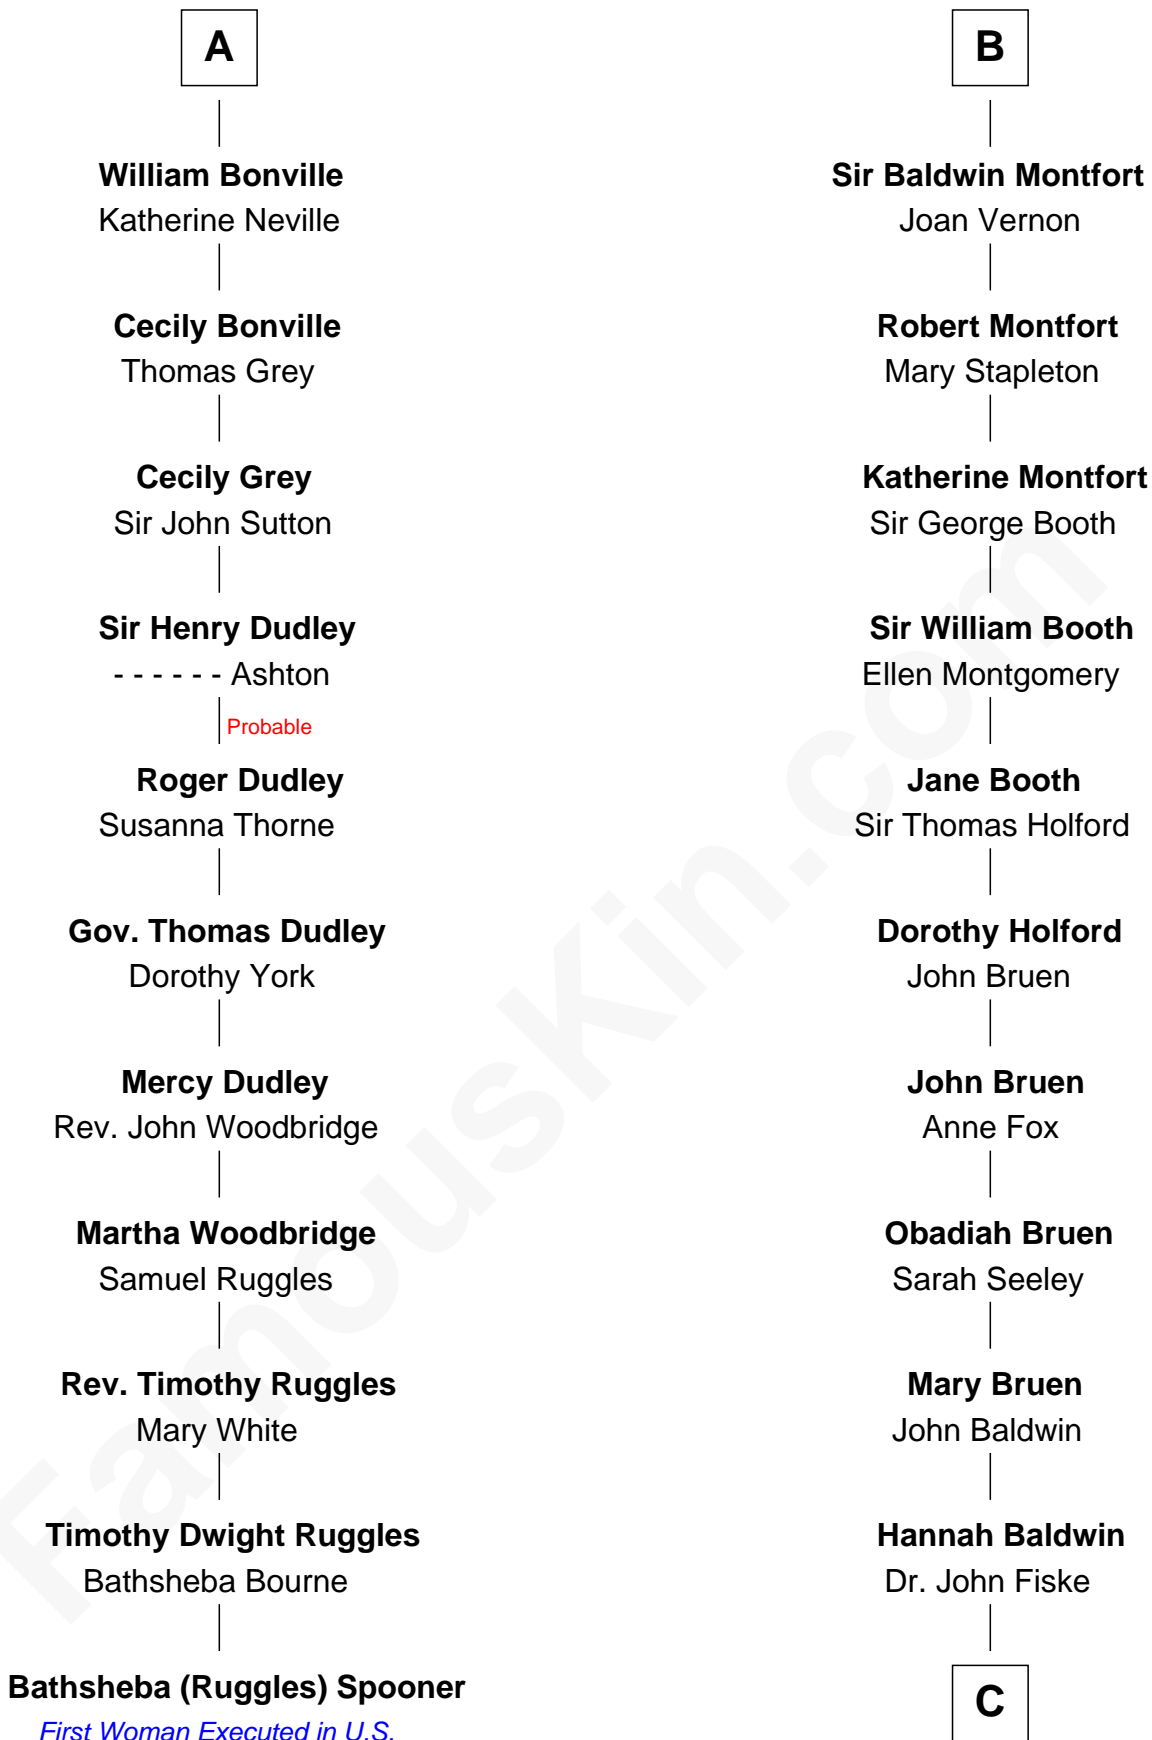 A
William Bonville
Katherine Neville
Cecily Bonville
Thomas Grey
Cecily Grey
Sir John Sutton
Sir Henry Dudley
- - - - - - Ashton
Probable
Roger Dudley
Susanna Thorne
Gov. Thomas Dudley
Dorothy York
Mercy Dudley
Rev. John Woodbridge
Martha Woodbridge
Samuel Ruggles
Rev. Timothy Ruggles
Mary White
Timothy Dwight Ruggles
Bathsheba Bourne
Bathsheba (Ruggles) Spooner
First Woman Executed in U.S.
B
Sir Baldwin Montfort
Joan Vernon
Robert Montfort
Mary Stapleton
Katherine Montfort
Sir George Booth
Sir William Booth
Ellen Montgomery
Jane Booth
Sir Thomas Holford
Dorothy Holford
John Bruen
John Bruen
Anne Fox
Obadiah Bruen
Sarah Seeley
Mary Bruen
John Baldwin
Hannah Baldwin
Dr. John Fiske
C
FamousKin.com